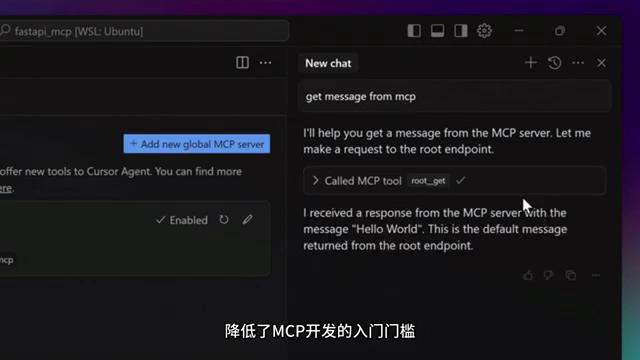 fastapi_mcp [WSL: Ubuntu]
New chat
get message from mcp
+ Add new global MCP server
offer new tools to Cursor Agent. You can find more
ere.
Enabled
mcp
I'll help you get a message from the MCP server. Let me
make a request to the root endpoint.
Called MCP tool root__get
I received a response from the MCP server with the
message "Hello World". This is the default message
returned from the root endpoint.
降低了MCP开发的入门门槛